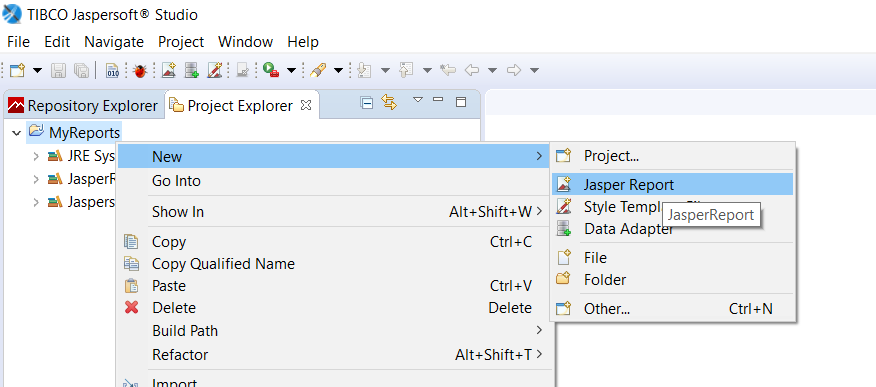 TIBCO Jaspersoft® Studio
File Edit Navigate Project Window Help
010
Repository Explorer
Project Explorer
MyReports
JRE Sys
JasperR
Jaspers
New
Go Into
Show In Alt+Shift+W
Copy Ctrl+C
Copy Qualified Name
Paste Ctrl+V
Delete Delete
Build Path
Refactor Alt+Shift+T
Import
Project...
Jasper Report
Style Templ
JasperReport
Data Adapter
File
Folder
Other... Ctrl+N